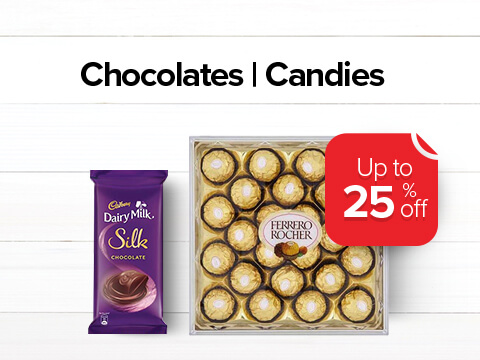 Chocolates | Candies
Up to
25 % off
Cadbury
Dairy Milk
Silk
CHOCOLATE
FERRERO
ROCHER